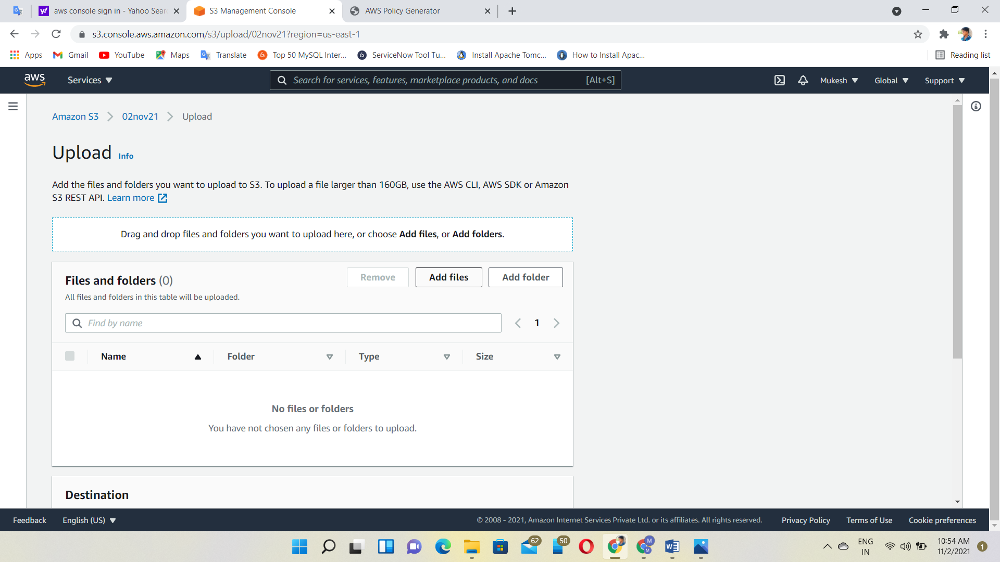 aws console sign in - Yahoo Sear
S3 Management Console
AWS Policy Generator
s3.console.aws.amazon.com/s3/upload/02nov21?region=us-east-1
Apps
Gmail
YouTube
Maps
Translate
Top 50 MySQL Inter...
ServiceNow Tool Tu...
Install Apache Tomc...
How to Install Apac...
Reading list
aws
Services
Search for services, features, marketplace products, and docs
[Alt+S]
Mukesh
Global
Support
Amazon S3
02nov21
Upload
Upload
Info
Add the files and folders you want to upload to S3. To upload a file larger than 160GB, use the AWS CLI, AWS SDK or Amazon
S3 REST API. Learn more
Drag and drop files and folders you want to upload here, or choose Add files, or Add folders.
Files and folders (0)
Remove
Add files
Add folder
All files and folders in this table will be uploaded.
Find by name
1
Name
Folder
Type
Size
No files or folders
You have not chosen any files or folders to upload.
Destination
Feedback
English (US)
© 2008 - 2021, Amazon Internet Services Private Ltd. or its affiliates. All rights reserved.
Privacy Policy
Terms of Use
Cookie preferences
62
50
M
M
ENG
IN
10:54 AM
11/2/2021
1